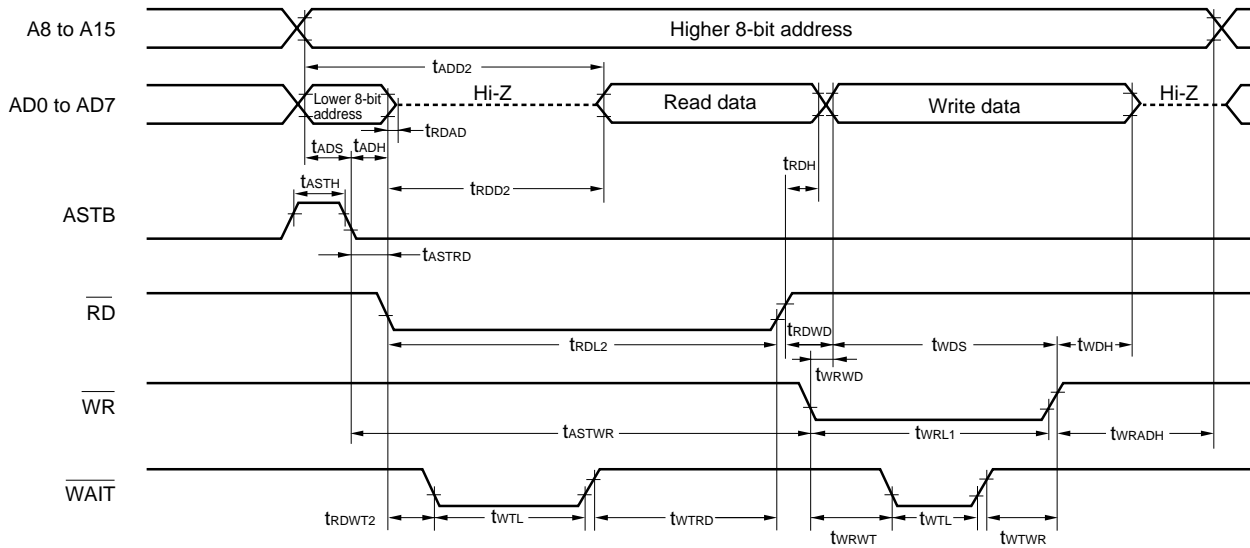 A8 to A15
Higher 8-bit address
tADD2
AD0 to AD7
Lower 8-bit
address
Hi-Z
Read data
Write data
Hi-Z
tRDAD
tADS
tADH
tRDH
tASTH
tRDD2
ASTB
tASTRD
RD
tRDWD
tRDL2
tWDS
tWDH
tWRWD
WR
tASTWR
tWRL1
tWRADH
WAIT
tRDWT2
tWTL
tWTRD
tWTL
tWRWT
tWTWR